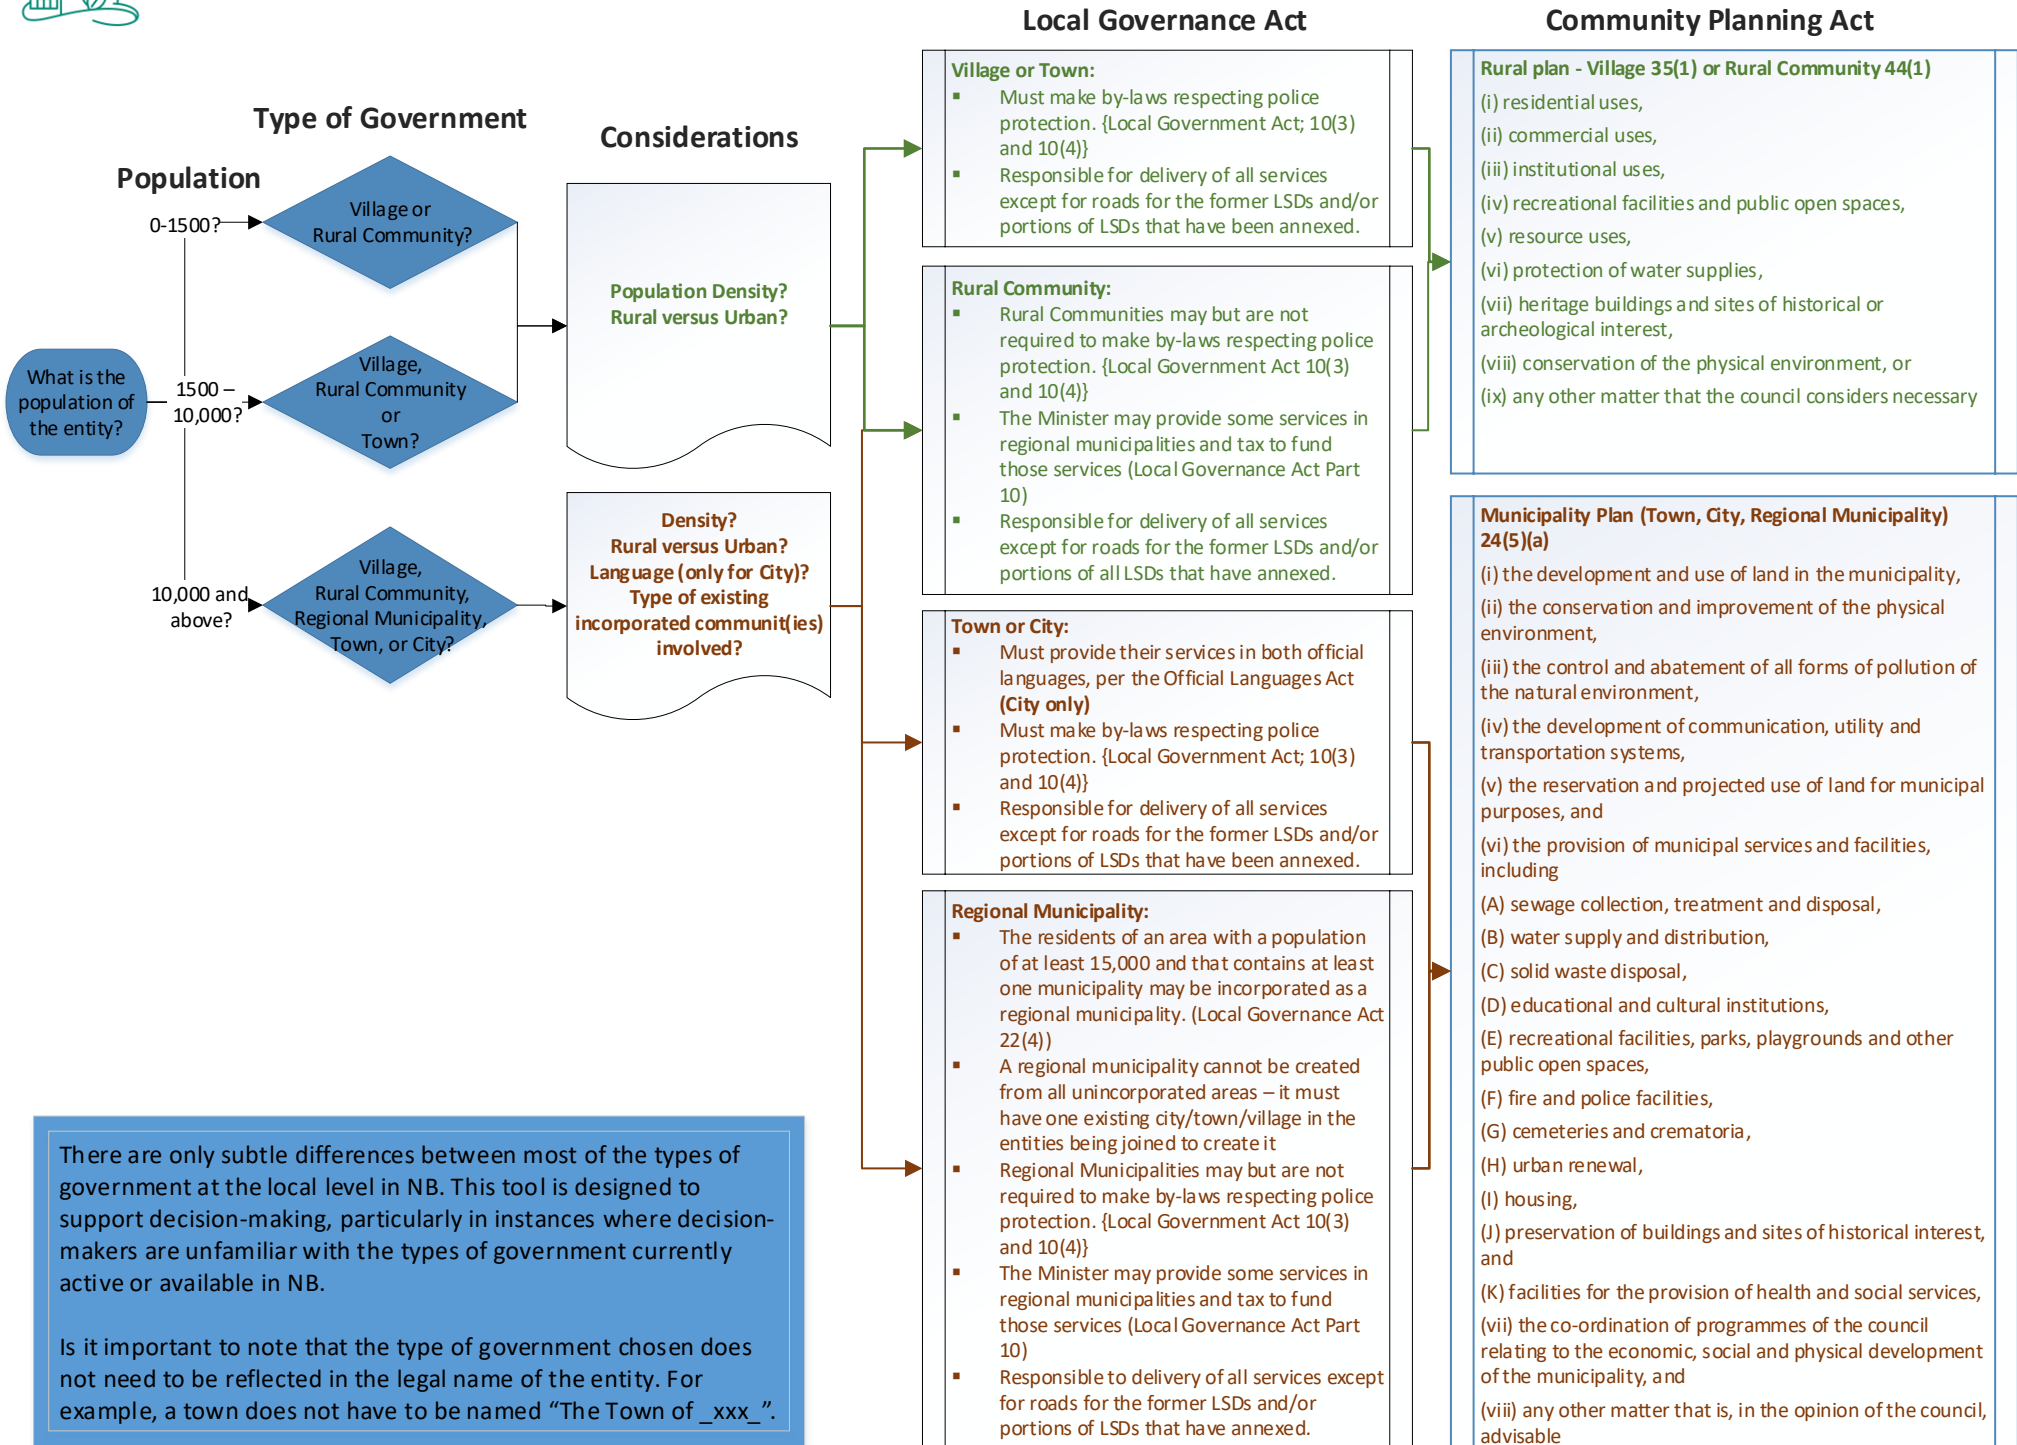 Local Governance Act
Community Planning Act
Type of Government
Considerations
Population
What is the
population of
the entity?
0-1500?
1500 –
10,000?
10,000 and
above?
Village or
Rural Community?
Village,
Rural Community
or
Town?
Village,
Rural Community,
Regional Municipality,
Town, or City?
Population Density?
Rural versus Urban?
Density?
Rural versus Urban?
Language (only for City)?
Type of existing
incorporated communit(ies)
involved?
Village or Town:
▪ Must make by-laws respecting police
protection. {Local Government Act; 10(3)
and 10(4)}
▪ Responsible for delivery of all services
except for roads for the former LSDs and/or
portions of LSDs that have been annexed.
Rural Community:
▪ Rural Communities may but are not
required to make by-laws respecting police
protection. {Local Government Act 10(3)
and 10(4)}
▪ The Minister may provide some services in
regional municipalities and tax to fund
those services (Local Governance Act Part
10)
▪ Responsible for delivery of all services
except for roads for the former LSDs and/or
portions of all LSDs that have annexed.
Town or City:
▪ Must provide their services in both official
languages, per the Official Languages Act
(City only)
▪ Must make by-laws respecting police
protection. {Local Government Act; 10(3)
and 10(4)}
▪ Responsible for delivery of all services
except for roads for the former LSDs and/or
portions of LSDs that have been annexed.
Regional Municipality:
▪ The residents of an area with a population
of at least 15,000 and that contains at least
one municipality may be incorporated as a
regional municipality. (Local Governance Act
22(4))
▪ A regional municipality cannot be created
from all unincorporated areas – it must
have one existing city/town/village in the
entities being joined to create it
▪ Regional Municipalities may but are not
required to make by-laws respecting police
protection. {Local Government Act 10(3)
and 10(4)}
▪ The Minister may provide some services in
regional municipalities and tax to fund
those services (Local Governance Act Part
10)
▪ Responsible to delivery of all services except
for roads for the former LSDs and/or
portions of LSDs that have annexed.
Rural plan - Village 35(1) or Rural Community 44(1)
(i) residential uses,
(ii) commercial uses,
(iii) institutional uses,
(iv) recreational facilities and public open spaces,
(v) resource uses,
(vi) protection of water supplies,
(vii) heritage buildings and sites of historical or
archeological interest,
(viii) conservation of the physical environment, or
(ix) any other matter that the council considers necessary
Municipality Plan (Town, City, Regional Municipality)
24(5)(a)
(i) the development and use of land in the municipality,
(ii) the conservation and improvement of the physical
environment,
(iii) the control and abatement of all forms of pollution of
the natural environment,
(iv) the development of communication, utility and
transportation systems,
(v) the reservation and projected use of land for municipal
purposes, and
(vi) the provision of municipal services and facilities,
including
(A) sewage collection, treatment and disposal,
(B) water supply and distribution,
(C) solid waste disposal,
(D) educational and cultural institutions,
(E) recreational facilities, parks, playgrounds and other
public open spaces,
(F) fire and police facilities,
(G) cemeteries and crematoria,
(H) urban renewal,
(I) housing,
(J) preservation of buildings and sites of historical interest,
and
(K) facilities for the provision of health and social services,
(vii) the co-ordination of programmes of the council
relating to the economic, social and physical development
of the municipality, and
(viii) any other matter that is, in the opinion of the council,
advisable
There are only subtle differences between most of the types of
government at the local level in NB. This tool is designed to
support decision-making, particularly in instances where decision-
makers are unfamiliar with the types of government currently
active or available in NB.
Is it important to note that the type of government chosen does
not need to be reflected in the legal name of the entity. For
example, a town does not have to be named “The Town of _xxx_”.